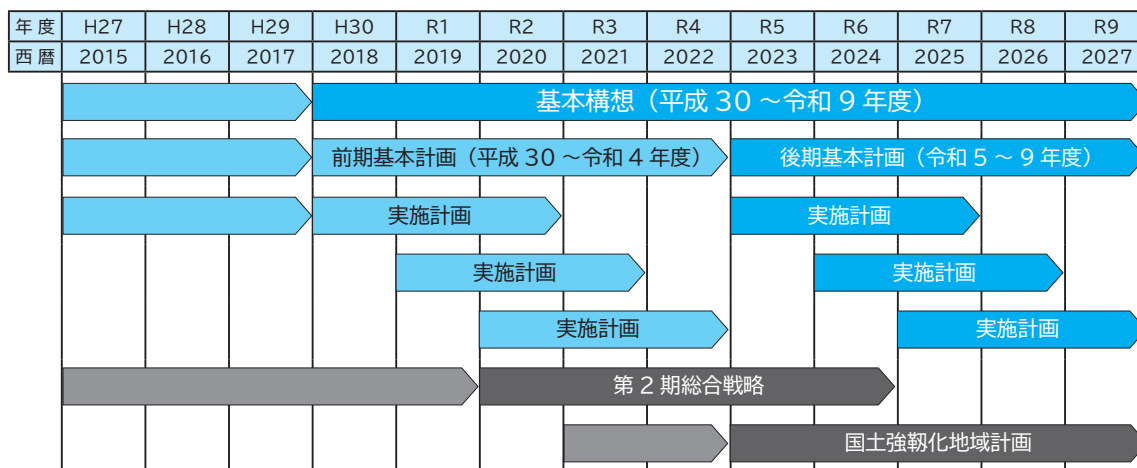 年度 H27 H28 H29 H30 R1 R2 R3 R4 R5 R6 R7 R8 R9
西暦 2015 2016 2017 2018 2019 2020 2021 2022 2023 2024 2025 2026 2027
基本構想（平成 30 ～令和 9 年度）
前期基本計画（平成 30 ～令和 4 年度） 後期基本計画（令和 5 ～ 9 年度）
実施計画 実施計画
実施計画 実施計画
実施計画 実施計画
第 2 期総合戦略
国土強靱化地域計画